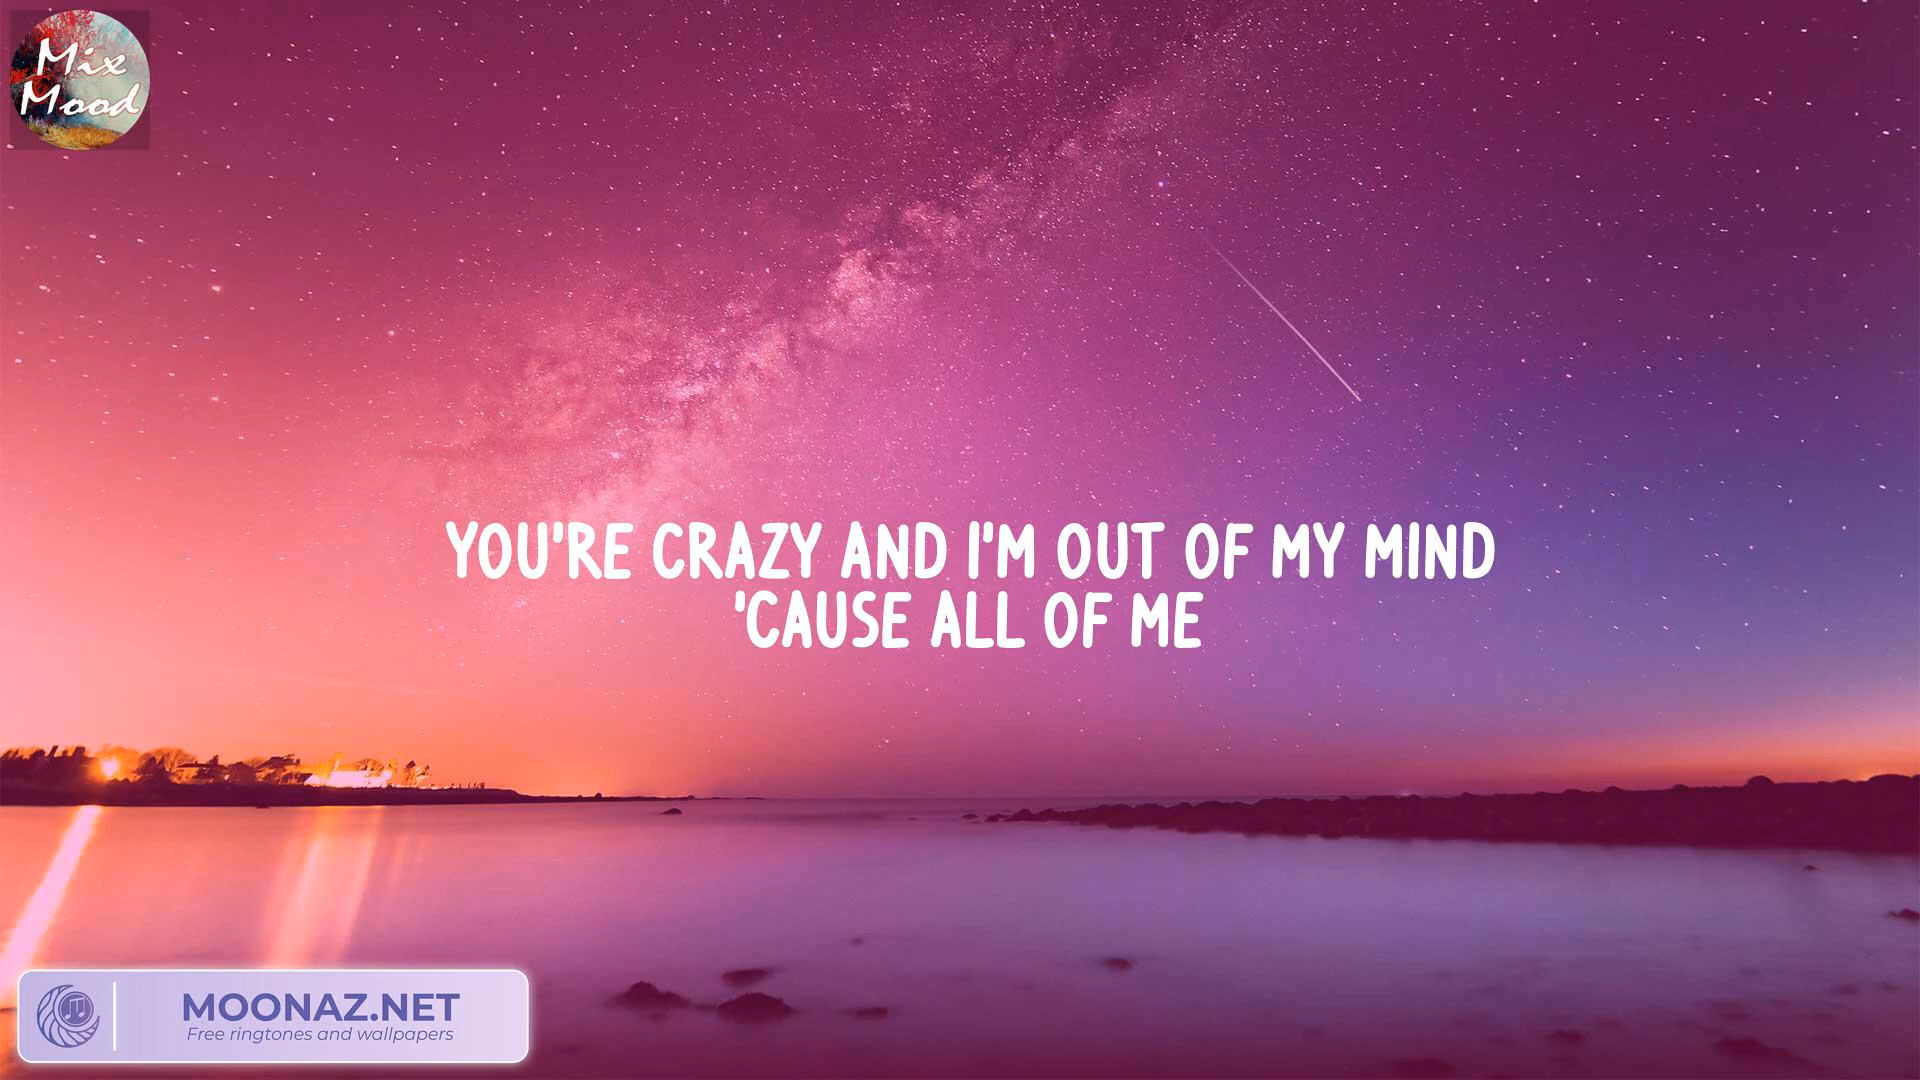 Mix
Mood
YOU'RE CRAZY AND I'M OUT OF MY MIND
'CAUSE ALL OF ME
MOONAZ.NET
Free ringtones and wallpapers